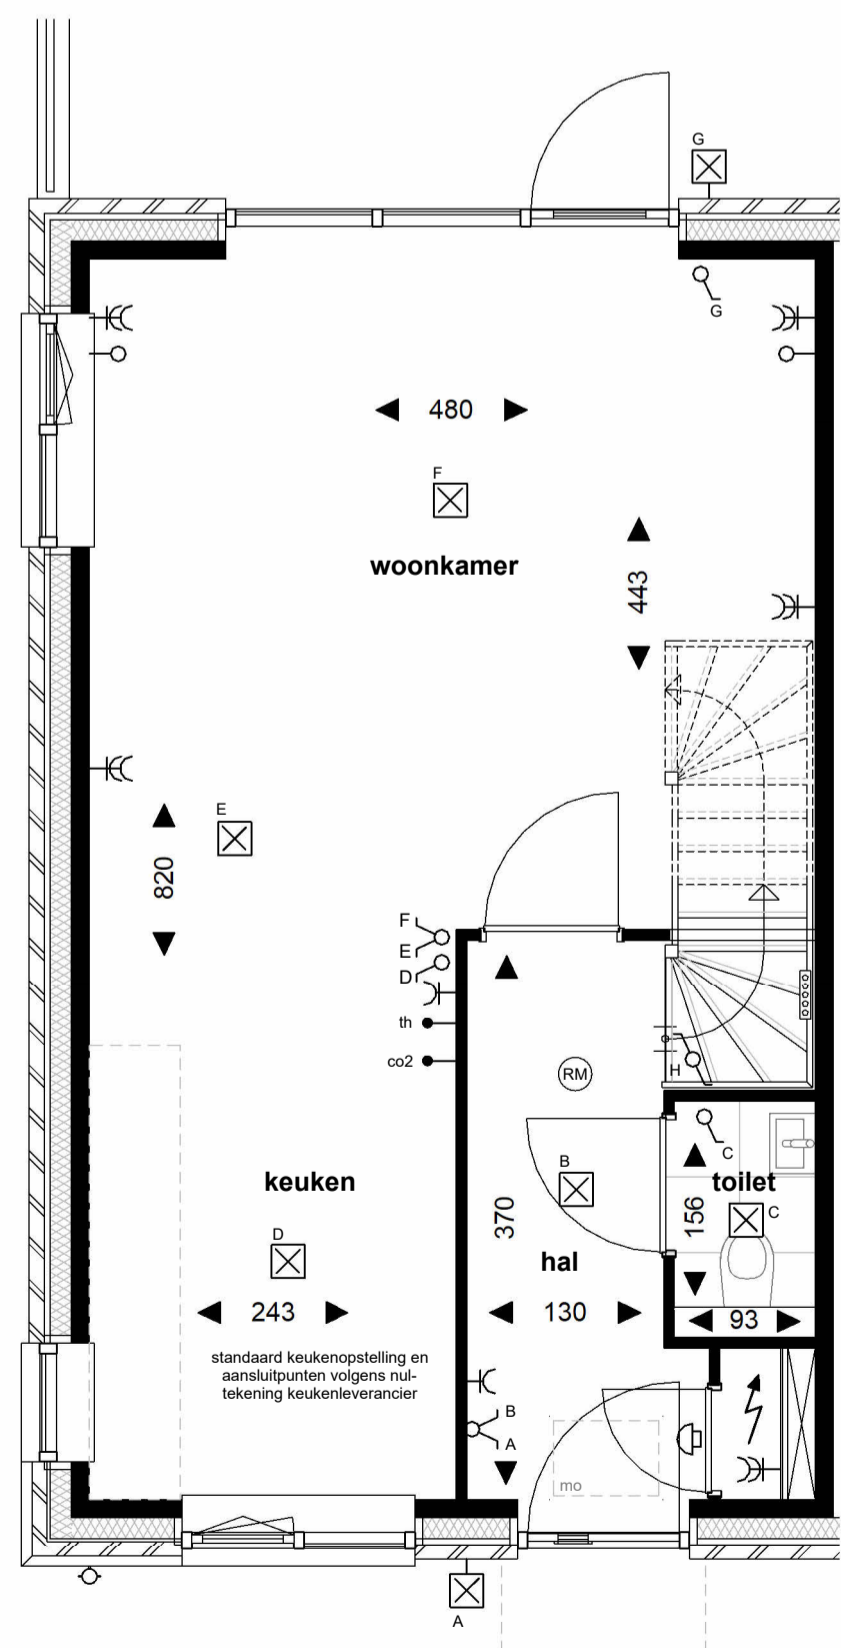 G
G
480
F
woonkamer
443
E
820
F
E
D
th
co2
H
RM
C
B
keuken
toilet
C
156
370
D
hal
243
130
93
standaard keukenopstelling en
aansluitpunten volgens nul-
tekening keukenleverancier
B
A
mo
A